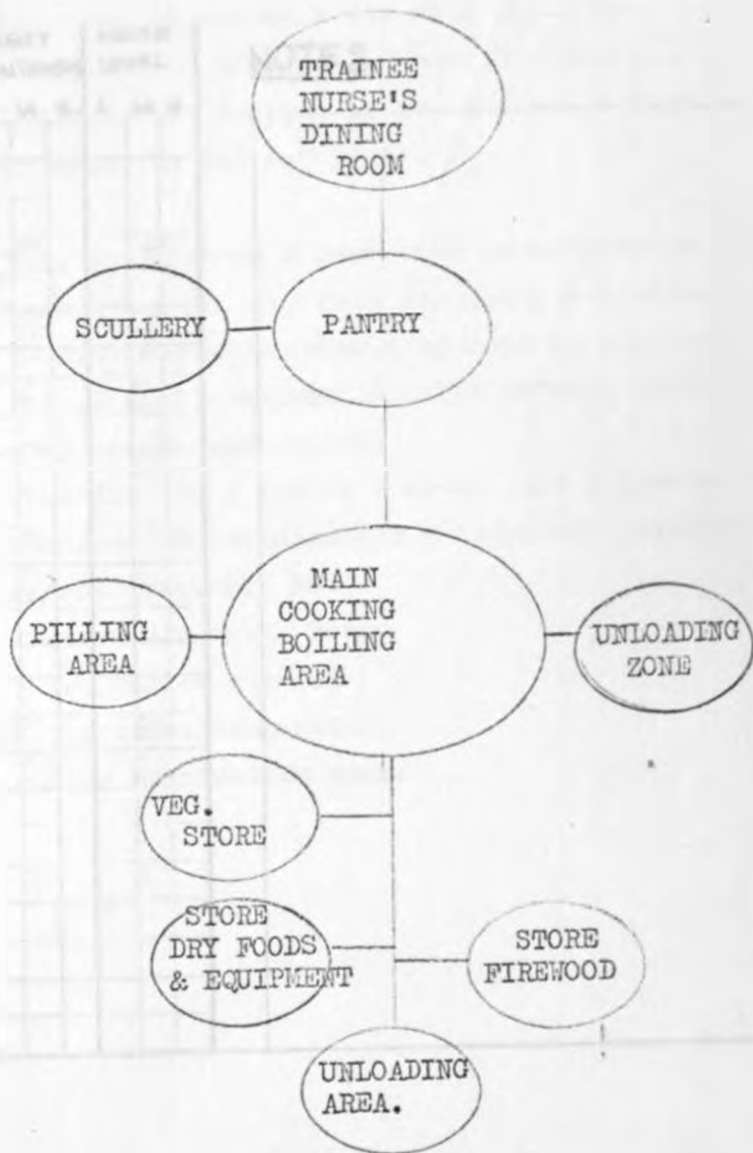 NOTES
TRAINEE
NURSE'S
DINING
ROOM
SCULLERY
PANTRY
MAIN
COOKING
BOILING
AREA
PILLING
AREA
UNLOADING
ZONE
VEG.
STORE
STORE
DRY FOODS
& EQUIPMENT
STORE
FIREWOOD
UNLOADING
AREA.